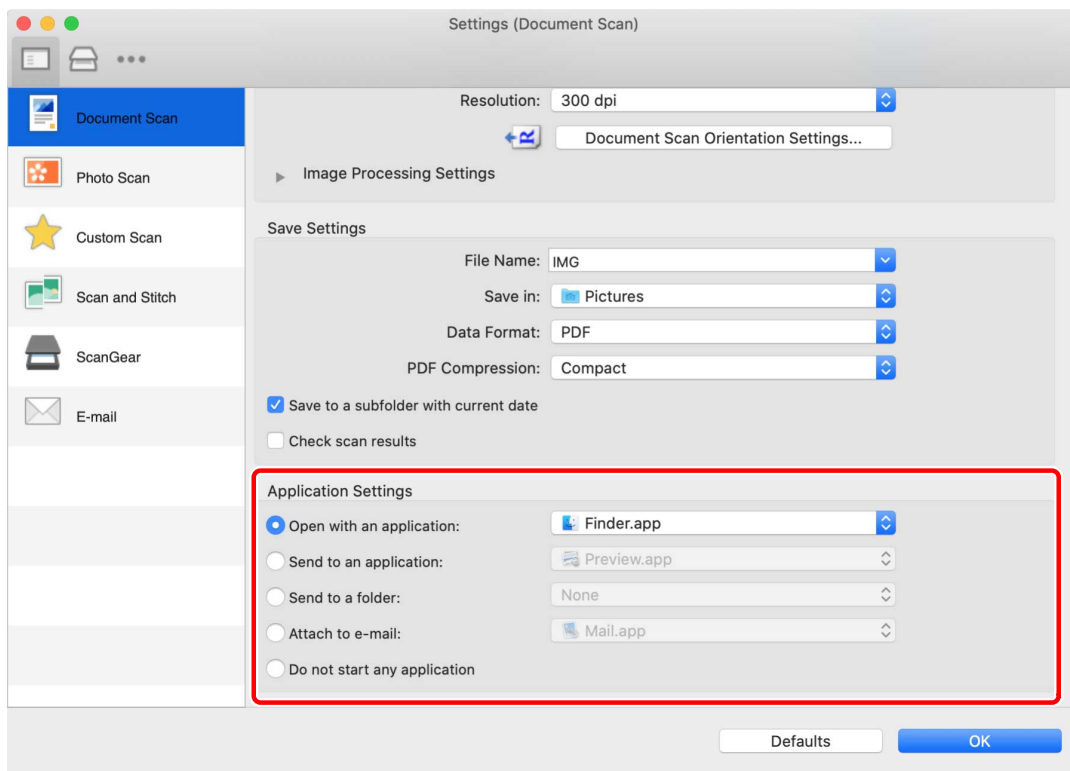 Settings (Document Scan)
Document Scan
Photo Scan
Custom Scan
Scan and Stitch
ScanGear
E-mail
Resolution: 300 dpi
Document Scan Orientation Settings...
Image Processing Settings
Save Settings
File Name: IMG
Save in: Pictures
Data Format: PDF
PDF Compression: Compact
Save to a subfolder with current date
Check scan results
Application Settings
Open with an application: Finder.app
Send to an application: Preview.app
Send to a folder: None
Attach to e-mail: Mail.app
Do not start any application
Defaults OK